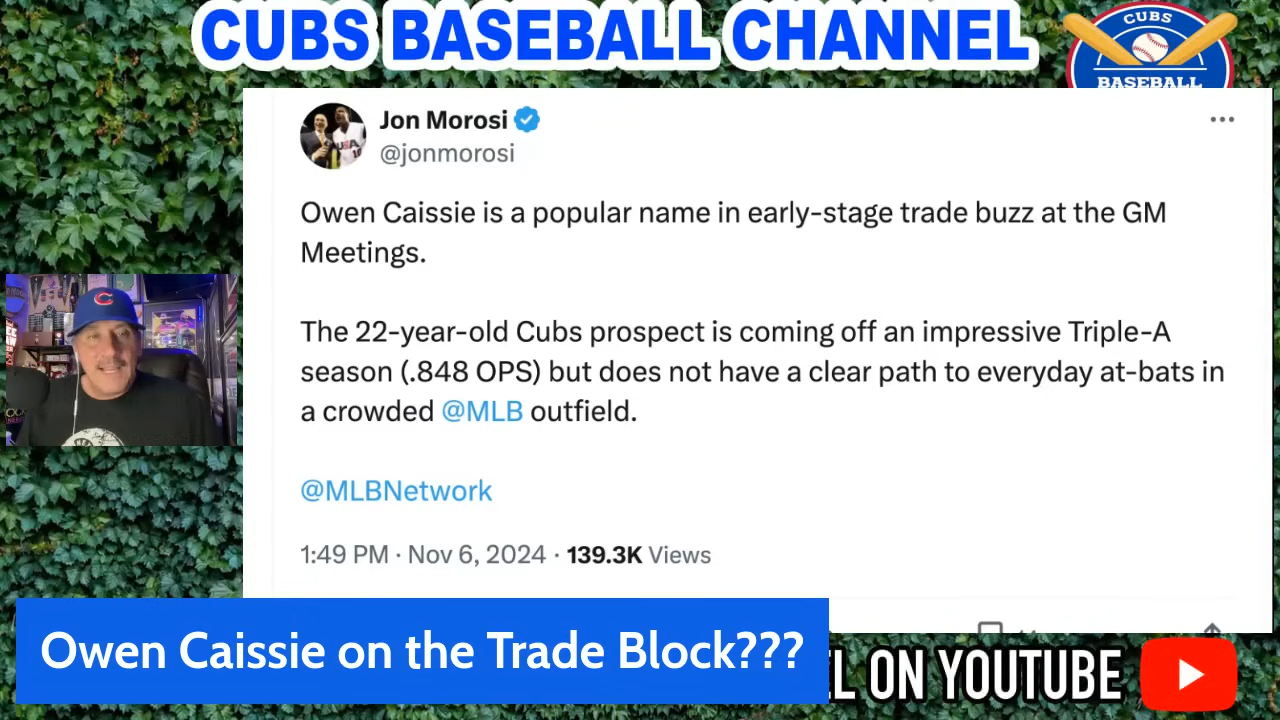 CUBS BASEBALL CHANNEL
CUBS
BASEBALL
Jon Morosi
@jonmorosi
Owen Caissie is a popular name in early-stage trade buzz at the GM
Meetings.
The 22-year-old Cubs prospect is coming off an impressive Triple-A
season (.848 OPS) but does not have a clear path to everyday at-bats in
a crowded @MLB outfield.
@MLBNetwork
1:49 PM · Nov 6, 2024 · 139.3K Views
Owen Caissie on the Trade Block???
L ON YOUTUBE